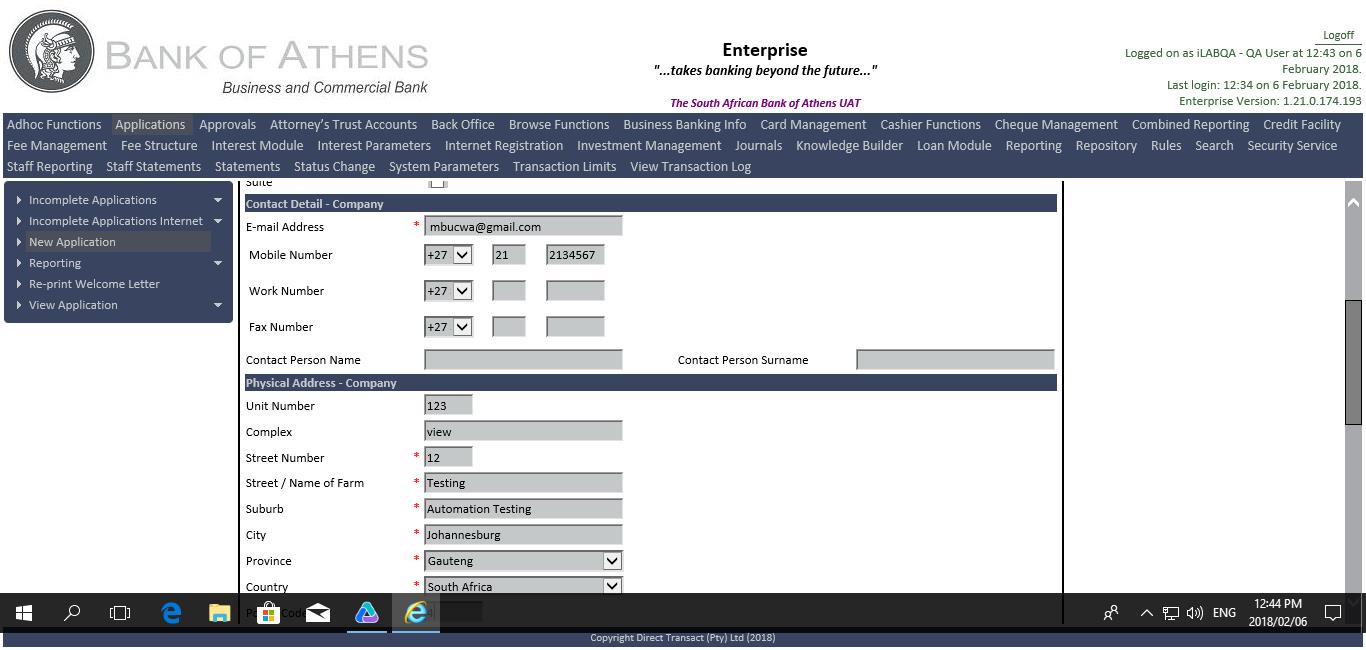 BANK OF ATHENS
Business and Commercial Bank
Enterprise
"...takes banking beyond the future..."
The South African Bank of Athens UAT
Logoff
Logged on as iLABQA - QA User at 12:43 on 6
February 2018.
Last login: 12:34 on 6 February 2018.
Enterprise Version: 1.21.0.174.193
Adhoc Functions Applications Approvals Attorney's Trust Accounts Back Office Browse Functions Business Banking Info Card Management Cashier Functions Cheque Management Combined Reporting Credit Facility
Fee Management Fee Structure Interest Module Interest Parameters Internet Registration Investment Management Journals Knowledge Builder Loan Module Reporting Repository Rules Search Security Service
Staff Reporting Staff Statements Statements Status Change System Parameters Transaction Limits View Transaction Log
Incomplete Applications
Incomplete Applications Internet
New Application
Reporting
Re-print Welcome Letter
View Application
Suite
Contact Detail - Company
E-mail Address * mbucwa@gmail.com
Mobile Number +27 21 2134567
Work Number +27
Fax Number +27
Contact Person Name Contact Person Surname
Physical Address - Company
Unit Number 123
Complex view
Street Number * 12
Street / Name of Farm * Testing
Suburb * Automation Testing
City * Johannesburg
Province * Gauteng
Country * South Africa
Code
ENG
12:44 PM
2018/02/06
Copyright Direct Transact (Pty) Ltd (2018)